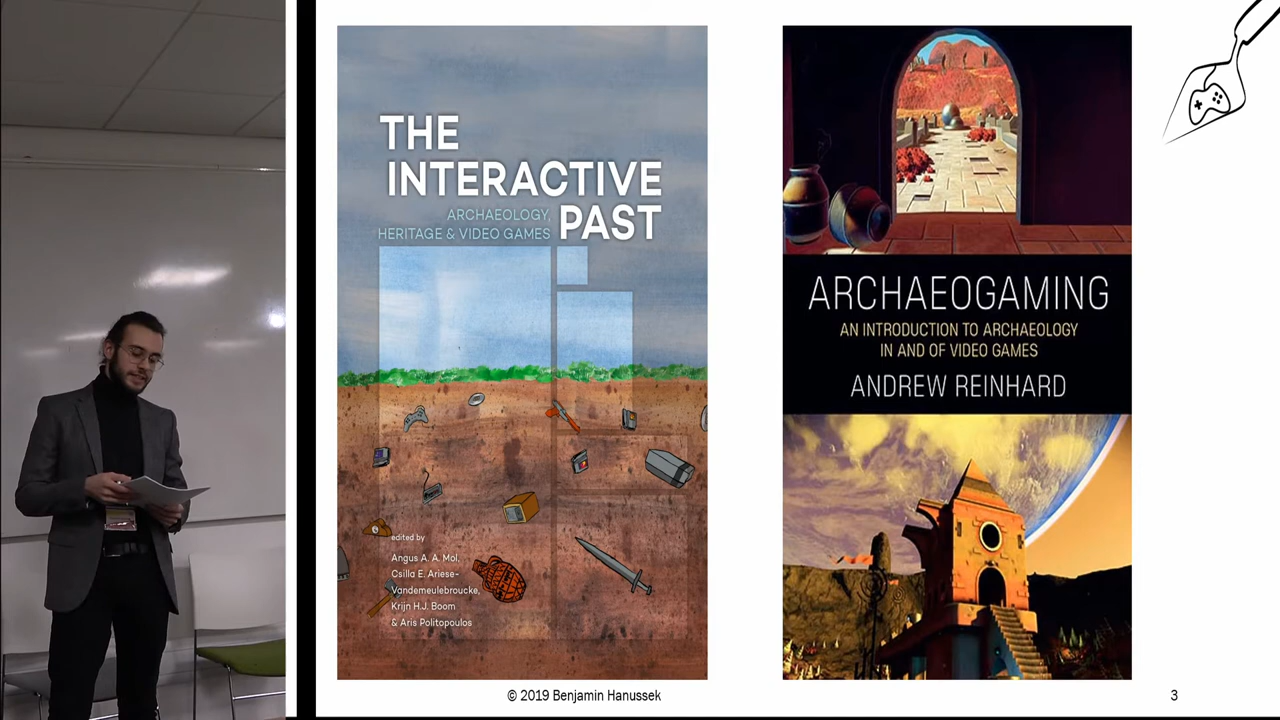 THE
INTERACTIVE
ARCHAEOLOGY,
HERITAGE & VIDEO GAMES
PAST
edited by
Angus A. A. Mol,
Csilla E. Ariese-
Vandemeulebroucke,
Krijn H.J. Boom
& Aris Politopoulos
ARCHAEOGAMING
AN INTRODUCTION TO ARCHAEOLOGY
IN AND OF VIDEO GAMES
ANDREW REINHARD
© 2019 Benjamin Hanussek
3